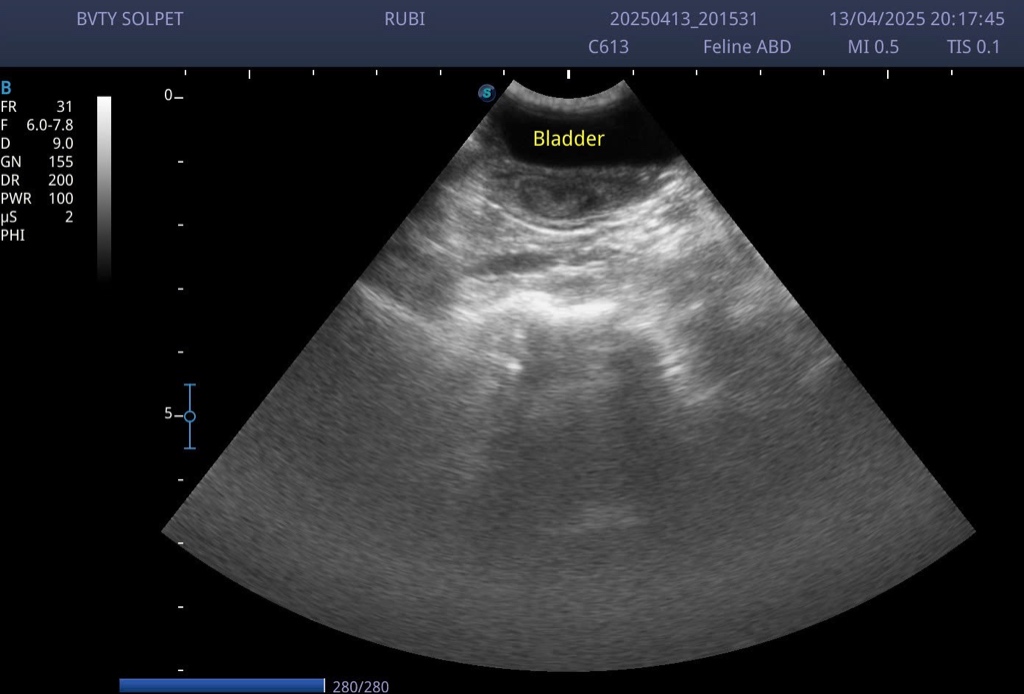 BVTY SOLPET RUBI 20250413_201531 13/04/2025 20:17:45
C613 Feline ABD MI 0.5 TIS 0.1
B
FR 31
F 6.0-7.8
D 9.0
GN 155
DR 200
PWR 100
µS 2
PHI
0
S
Bladder
5
280/280